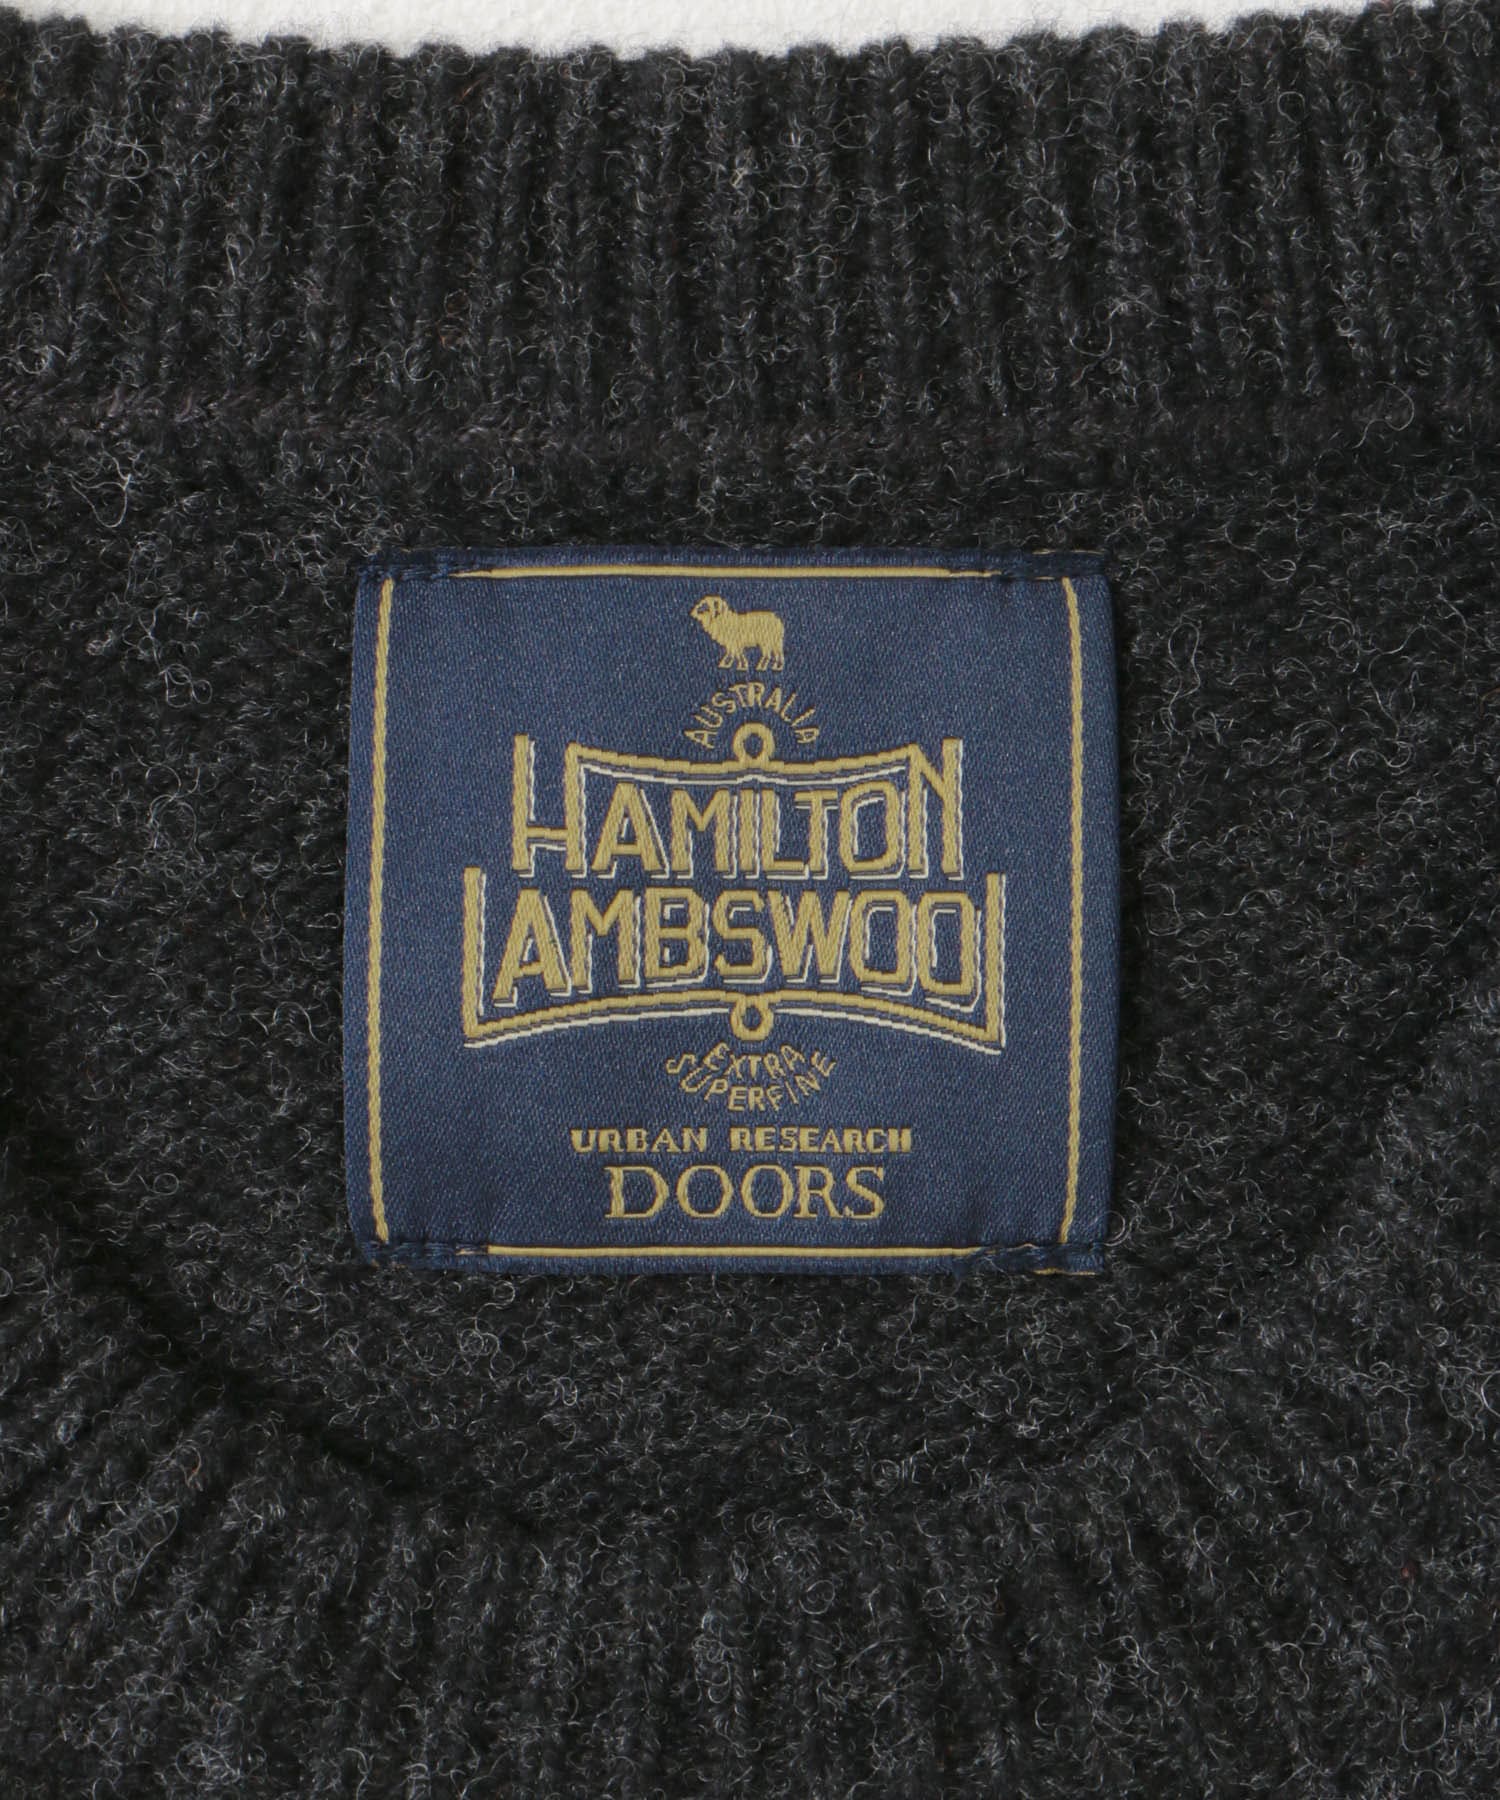 AUSTRALIA
HAMILTON
LAMBSWOOL
EXTRA
SUPERFINE
URBAN RESEARCH
DOORS